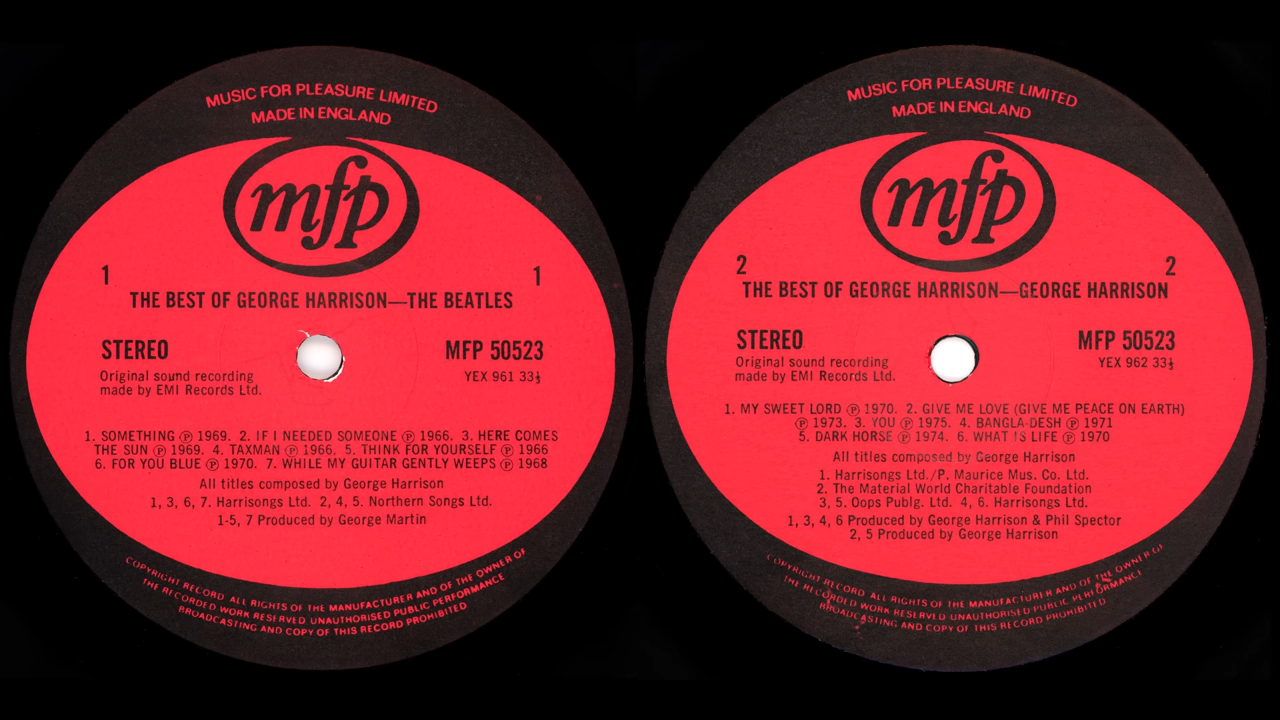 MUSIC FOR PLEASURE LIMITED
MADE IN ENGLAND
mfp
1 1
THE BEST OF GEORGE HARRISON—THE BEATLES
STEREO MFP 50523
YEX 961 33⅓
Original sound recording
made by EMI Records Ltd.
1. SOMETHING ℗ 1969. 2. IF I NEEDED SOMEONE ℗ 1966. 3. HERE COMES
THE SUN ℗ 1969. 4. TAXMAN ℗ 1966. 5. THINK FOR YOURSELF ℗ 1966
6. FOR YOU BLUE ℗ 1970. 7. WHILE MY GUITAR GENTLY WEEPS ℗ 1968
All titles composed by George Harrison
1, 3, 6, 7. Harrisongs Ltd. 2, 4, 5. Northern Songs Ltd.
1-5, 7 Produced by George Martin
COPYRIGHT RECORD ALL RIGHTS OF THE MANUFACTURER AND OF THE OWNER OF
THE RECORDED WORK RESERVED UNAUTHORISED PUBLIC PERFORMANCE
BROADCASTING AND COPY OF THIS RECORD PROHIBITED
MUSIC FOR PLEASURE LIMITED
MADE IN ENGLAND
mfp
2 2
THE BEST OF GEORGE HARRISON—GEORGE HARRISON
STEREO MFP 50523
YEX 962 33⅓
Original sound recording
made by EMI Records Ltd.
1. MY SWEET LORD ℗ 1970. 2. GIVE ME LOVE (GIVE ME PEACE ON EARTH)
℗ 1973. 3. YOU ℗ 1975. 4. BANGLA-DESH ℗ 1971
5. DARK HORSE ℗ 1974. 6. WHAT IS LIFE ℗ 1970
All titles composed by George Harrison
1. Harrisongs Ltd./P. Maurice Mus. Co. Ltd.
2. The Material World Charitable Foundation
3, 5. Oops Publg. Ltd. 4, 6. Harrisongs Ltd.
1, 3, 4, 6 Produced by George Harrison & Phil Spector
2, 5 Produced by George Harrison
COPYRIGHT RECORD ALL RIGHTS OF THE MANUFACTURER AND OF THE OWNER OF
THE RECORDED WORK RESERVED UNAUTHORISED PUBLIC PERFORMANCE
BROADCASTING AND COPY OF THIS RECORD PROHIBITED